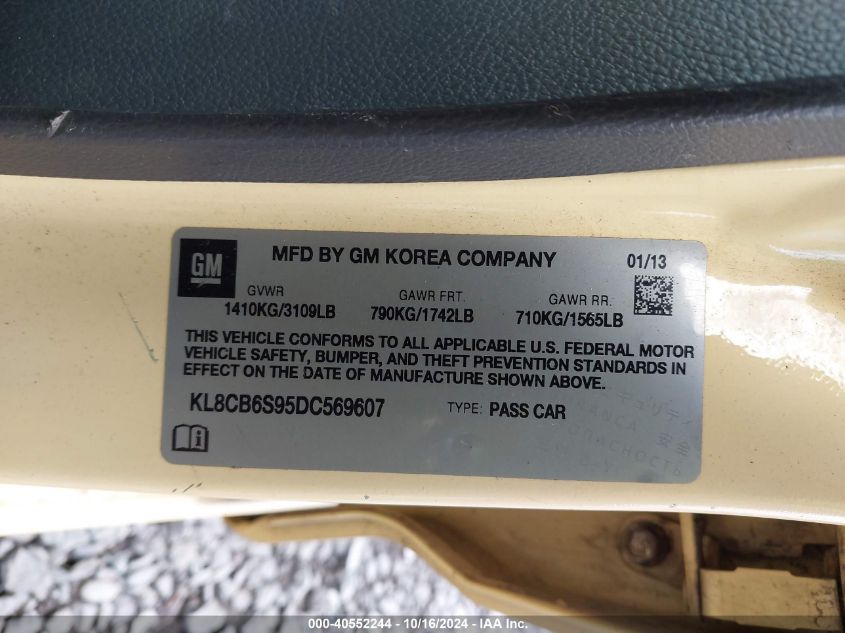 GM
MFD BY GM KOREA COMPANY 01/13
GVWR GAWR FRT. GAWR RR.
1410KG/3109LB 790KG/1742LB 710KG/1565LB
THIS VEHICLE CONFORMS TO ALL APPLICABLE U.S. FEDERAL MOTOR
VEHICLE SAFETY, BUMPER, AND THEFT PREVENTION STANDARDS IN
EFFECT ON THE DATE OF MANUFACTURE SHOWN ABOVE.
KL8CB6S95DC569607 TYPE: PASS CAR
000-40552244 - 10/16/2024 - IAA Inc.